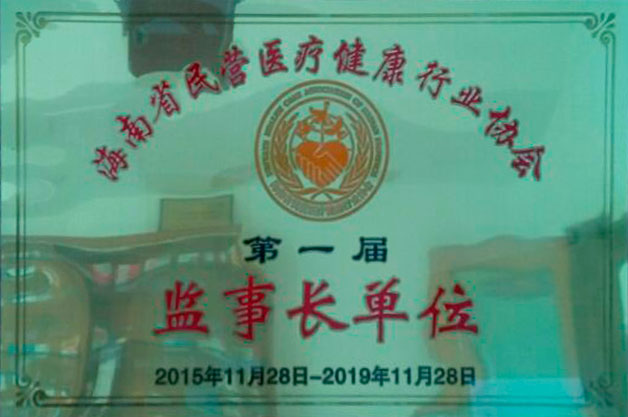 海南省民营医疗健康行业协会
第一届
监事长单位
2015年11月28日-2019年11月28日